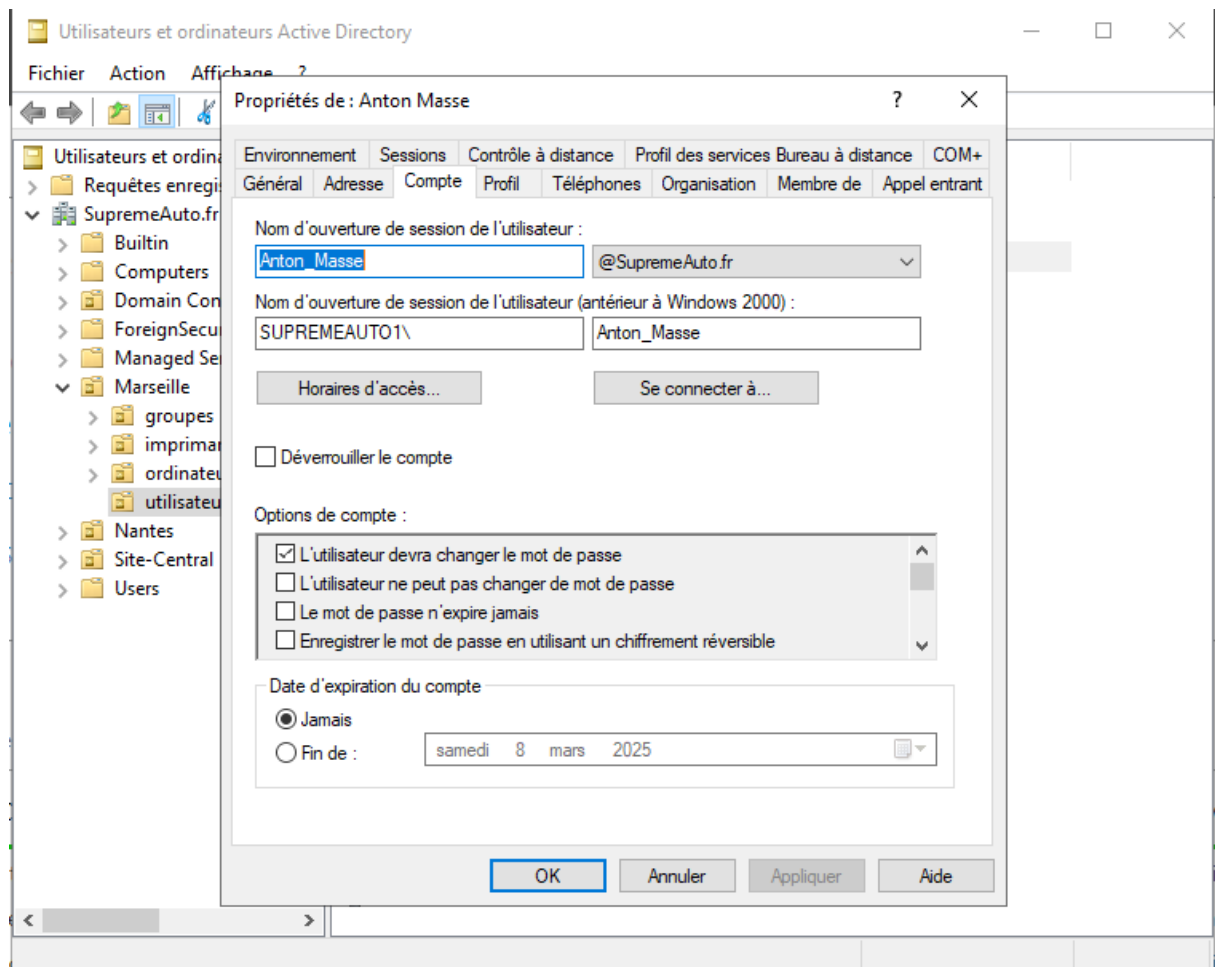 Utilisateurs et ordinateurs Active Directory
Fichier Action Affichage ?
Propriétés de : Anton Masse ?
Environnement Sessions Contrôle à distance Profil des services Bureau à distance COM+
Général Adresse Compte Profil Téléphones Organisation Membre de Appel entrant
Utilisateurs et ordina
Requêtes enregi
SupremeAuto.fr
Builtin
Computers
Domain Con
ForeignSecur
Managed Se
Marseille
groupes
imprimar
ordinateu
utilisateu
Nantes
Site-Central
Users
Nom d'ouverture de session de l'utilisateur :
Anton_Masse @SupremeAuto.fr
Nom d'ouverture de session de l'utilisateur (antérieur à Windows 2000) :
SUPREMEAUTO1\ Anton_Masse
Horaires d'accès... Se connecter à...
Déverrouiller le compte
Options de compte :
L'utilisateur devra changer le mot de passe
L'utilisateur ne peut pas changer de mot de passe
Le mot de passe n'expire jamais
Enregistrer le mot de passe en utilisant un chiffrement réversible
Date d'expiration du compte
Jamais
Fin de : samedi 8 mars 2025
OK Annuler Appliquer Aide